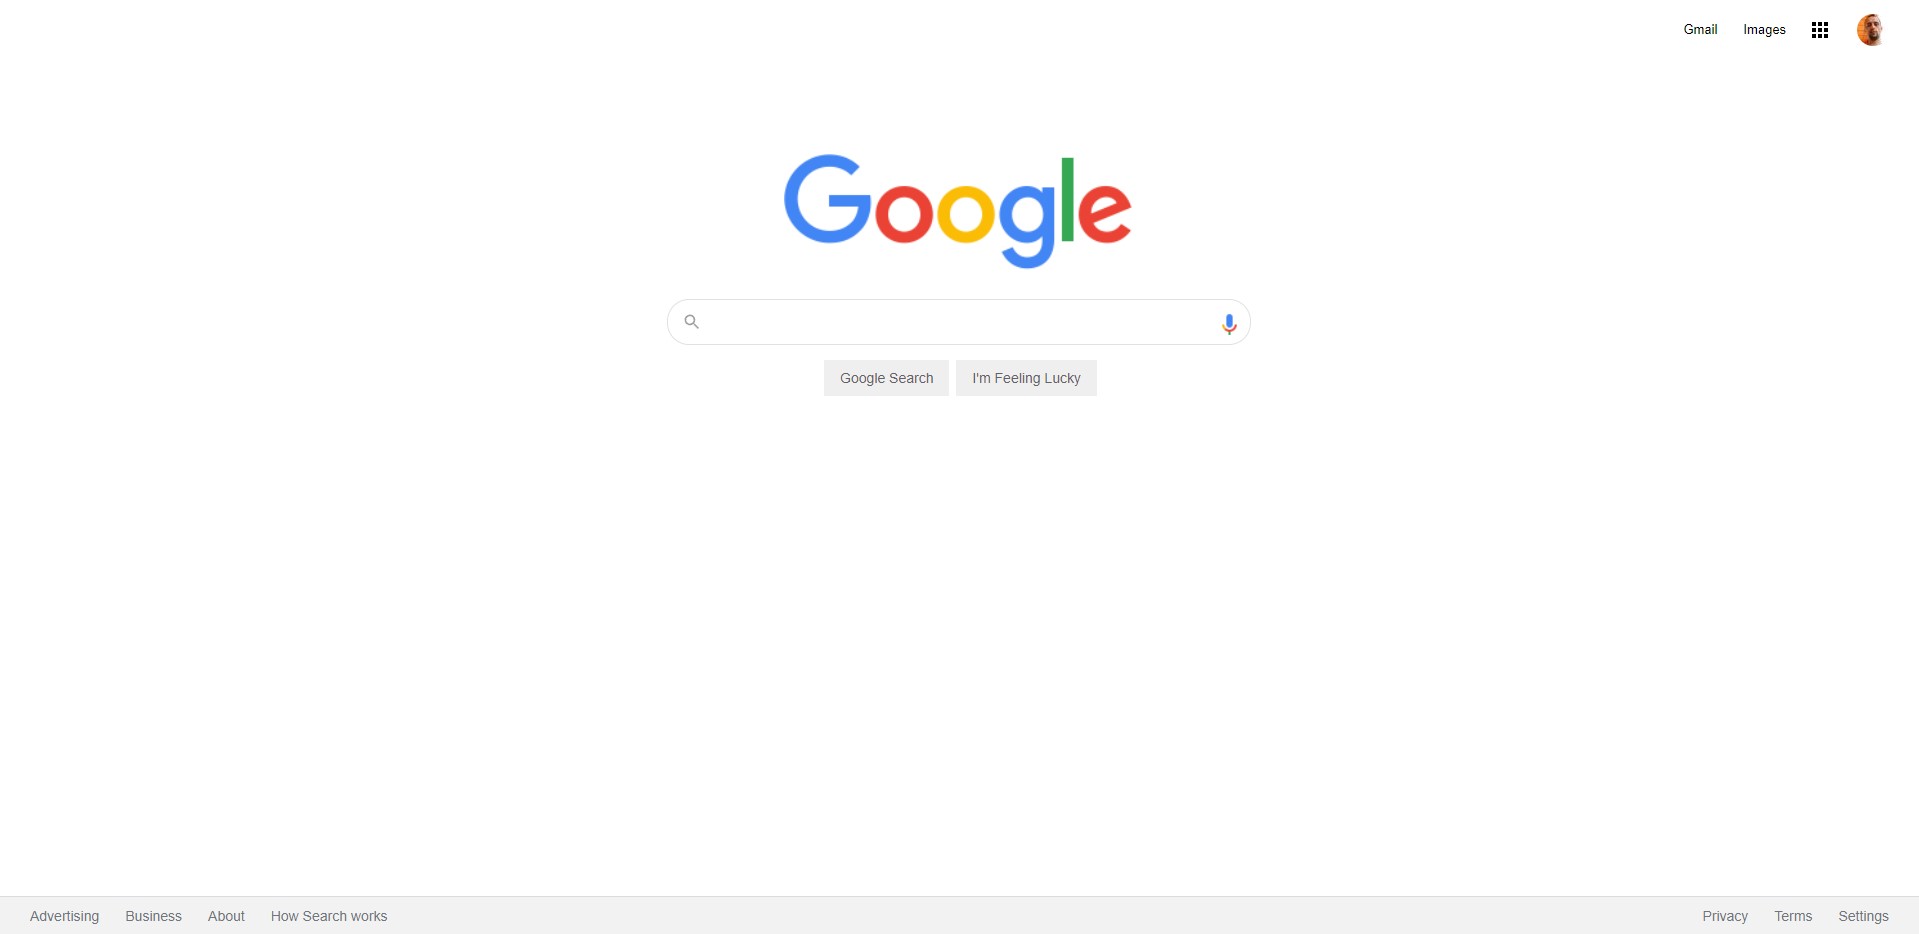 Gmail Images
Google
Google Search I'm Feeling Lucky
Advertising Business About How Search works Privacy Terms Settings